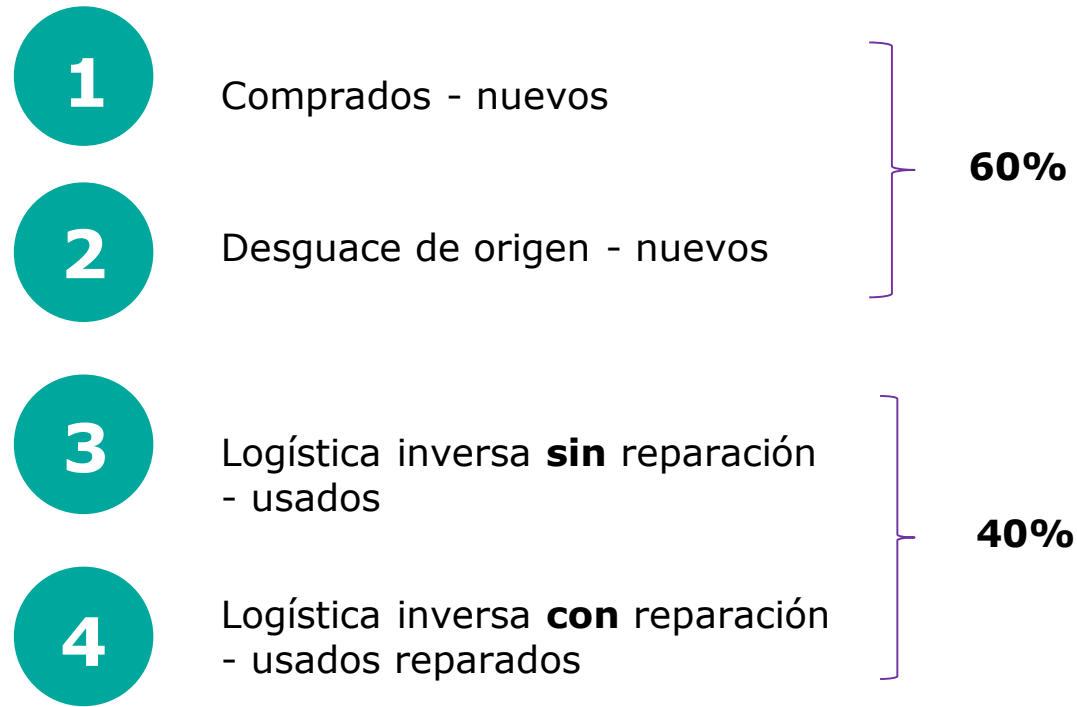 1
Comprados - nuevos
60%
2
Desguace de origen - nuevos
3
Logística inversa sin reparación
- usados
40%
4
Logística inversa con reparación
- usados reparados